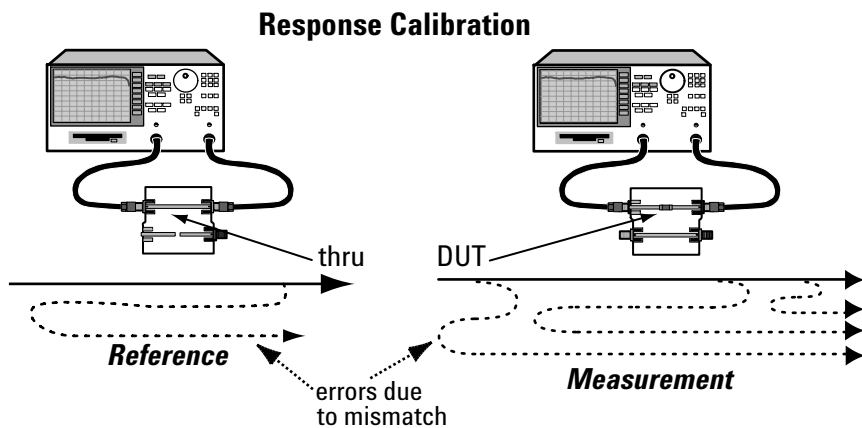 Response Calibration
thru
DUT
Reference
errors due
to mismatch
Measurement